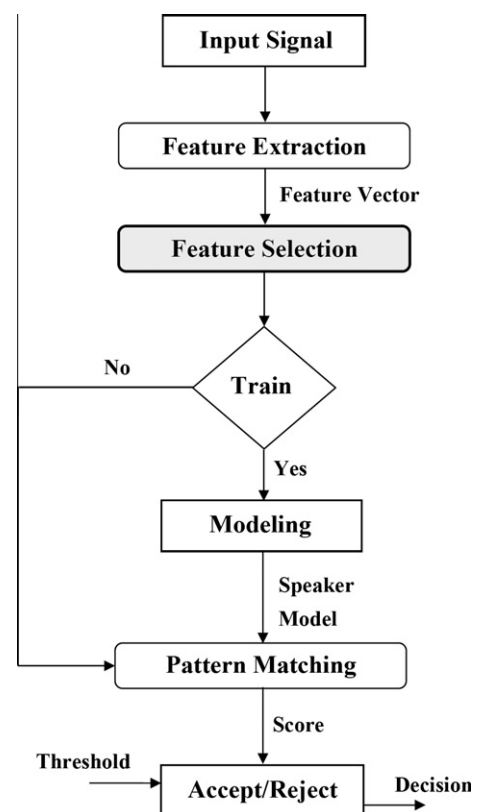 Input Signal
Feature Extraction
Feature Vector
Feature Selection
No
Train
Yes
Modeling
Speaker
Model
Pattern Matching
Score
Threshold
Accept/Reject
Decision